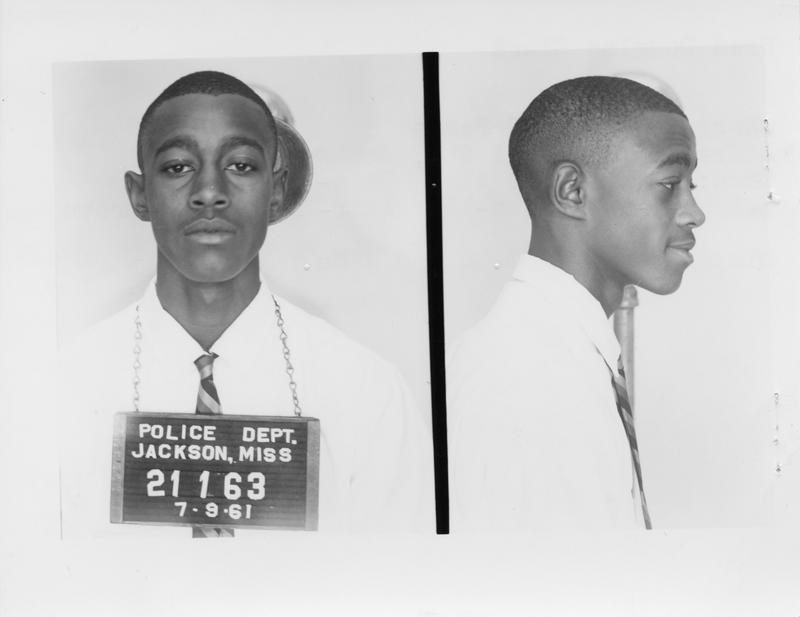 POLICE DEPT.
JACKSON, MISS
21163
7-9-61